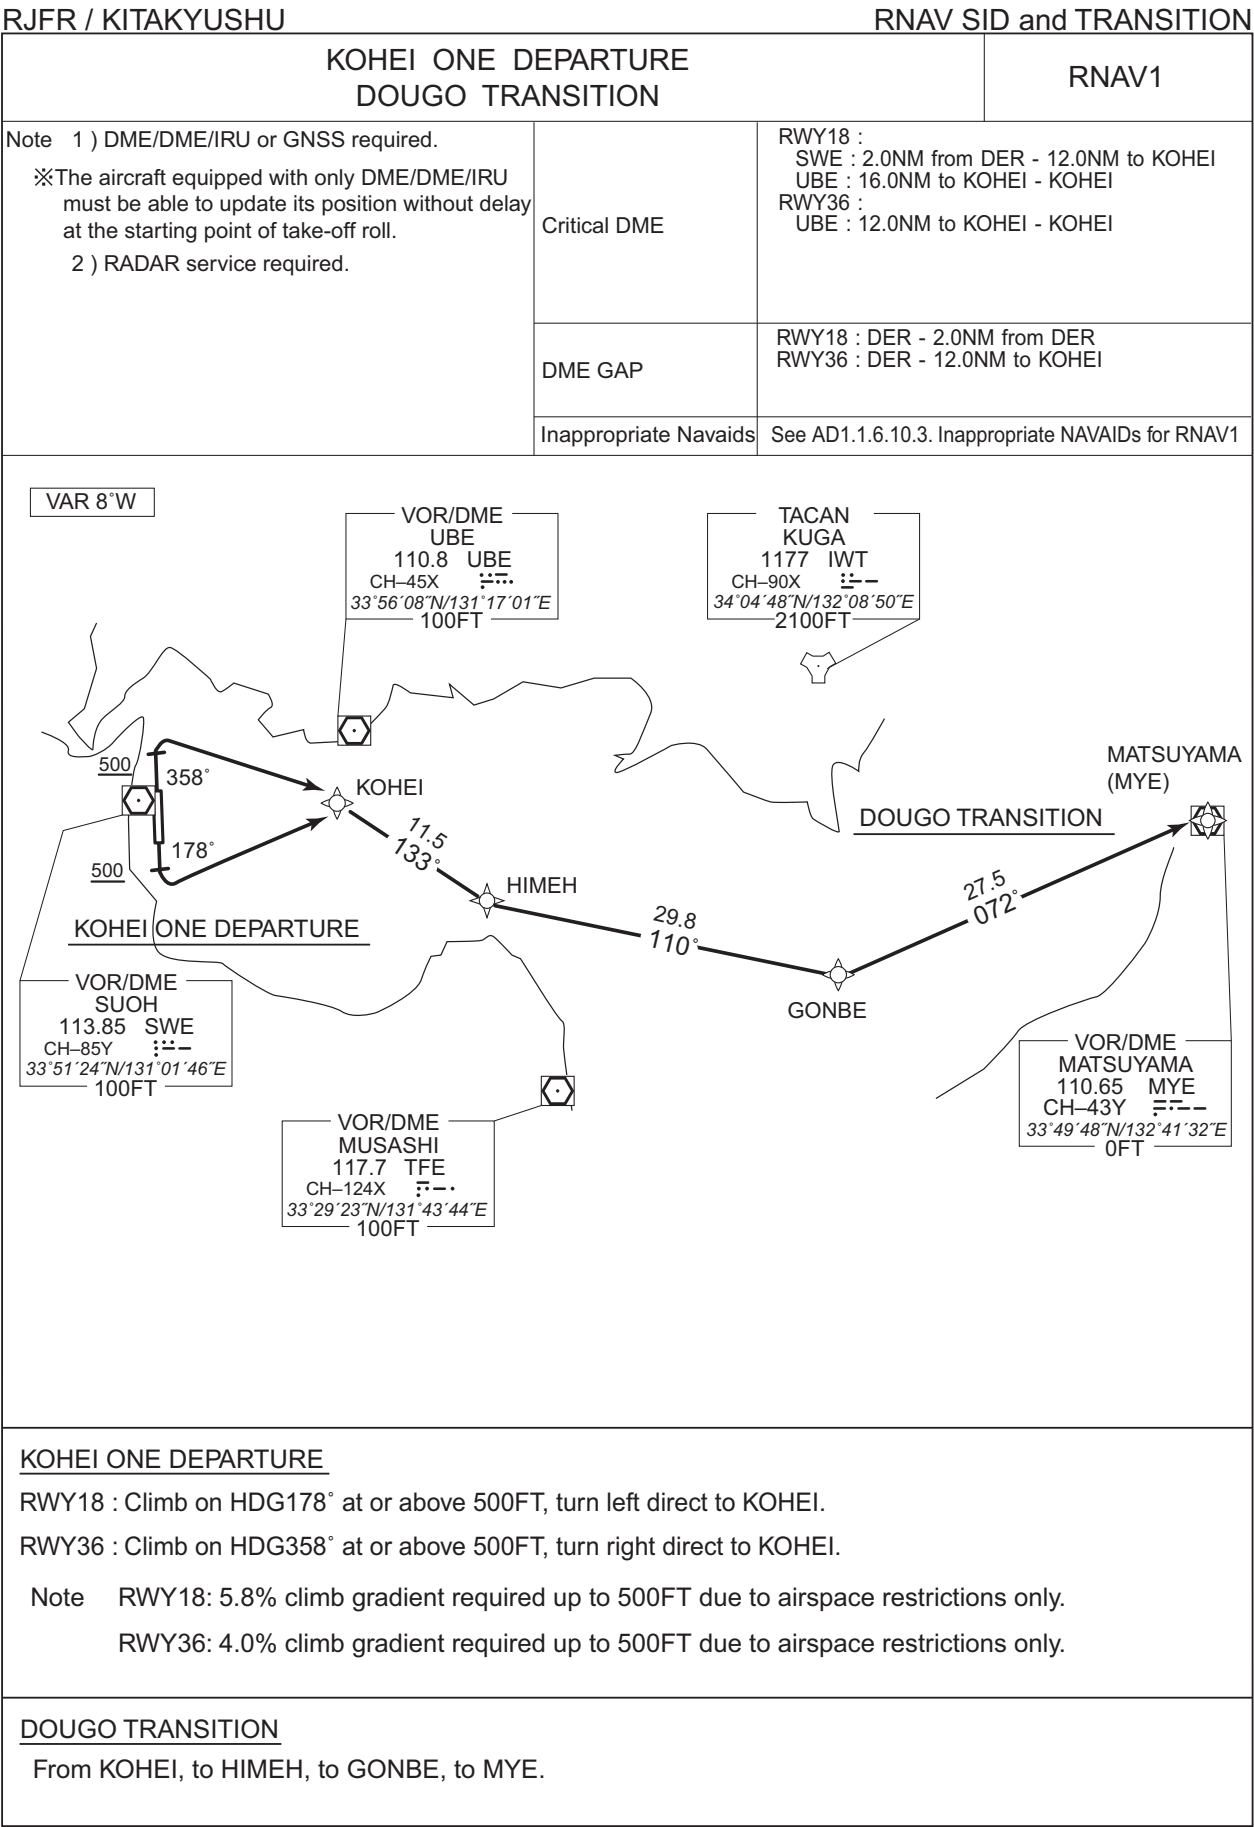 RJFR / KITAKYUSHU
RNAV SID and TRANSITION
KOHEI ONE DEPARTURE
DOUGO TRANSITION
RNAV1
Note 1 ) DME/DME/IRU or GNSS required.
※The aircraft equipped with only DME/DME/IRU
must be able to update its position without delay
at the starting point of take-off roll.
2 ) RADAR service required.
Critical DME
RWY18 :
SWE : 2.0NM from DER - 12.0NM to KOHEI
UBE : 16.0NM to KOHEI - KOHEI
RWY36 :
UBE : 12.0NM to KOHEI - KOHEI
DME GAP
RWY18 : DER - 2.0NM from DER
RWY36 : DER - 12.0NM to KOHEI
Inappropriate Navaids
See AD1.1.6.10.3. Inappropriate NAVAIDs for RNAV1
VAR 8˚W
VOR/DME
UBE
110.8 UBE
CH–45X
33˚56´08˝N/131˚17´01˝E
100FT
TACAN
KUGA
1177 IWT
CH–90X
34˚04´48˝N/132˚08´50˝E
2100FT
500
358˚
KOHEI
MATSUYAMA
(MYE)
DOUGO TRANSITION
11.5
133˚
178˚
500
HIMEH
27.5
072˚
29.8
110˚
KOHEI ONE DEPARTURE
GONBE
VOR/DME
SUOH
113.85 SWE
CH–85Y
33˚51´24˝N/131˚01´46˝E
100FT
VOR/DME
MATSUYAMA
110.65 MYE
CH–43Y
33˚49´48˝N/132˚41´32˝E
0FT
VOR/DME
MUSASHI
117.7 TFE
CH–124X
33˚29´23˝N/131˚43´44˝E
100FT
KOHEI ONE DEPARTURE
RWY18 : Climb on HDG178˚ at or above 500FT, turn left direct to KOHEI.
RWY36 : Climb on HDG358˚ at or above 500FT, turn right direct to KOHEI.
Note RWY18: 5.8% climb gradient required up to 500FT due to airspace restrictions only.
RWY36: 4.0% climb gradient required up to 500FT due to airspace restrictions only.
DOUGO TRANSITION
From KOHEI, to HIMEH, to GONBE, to MYE.